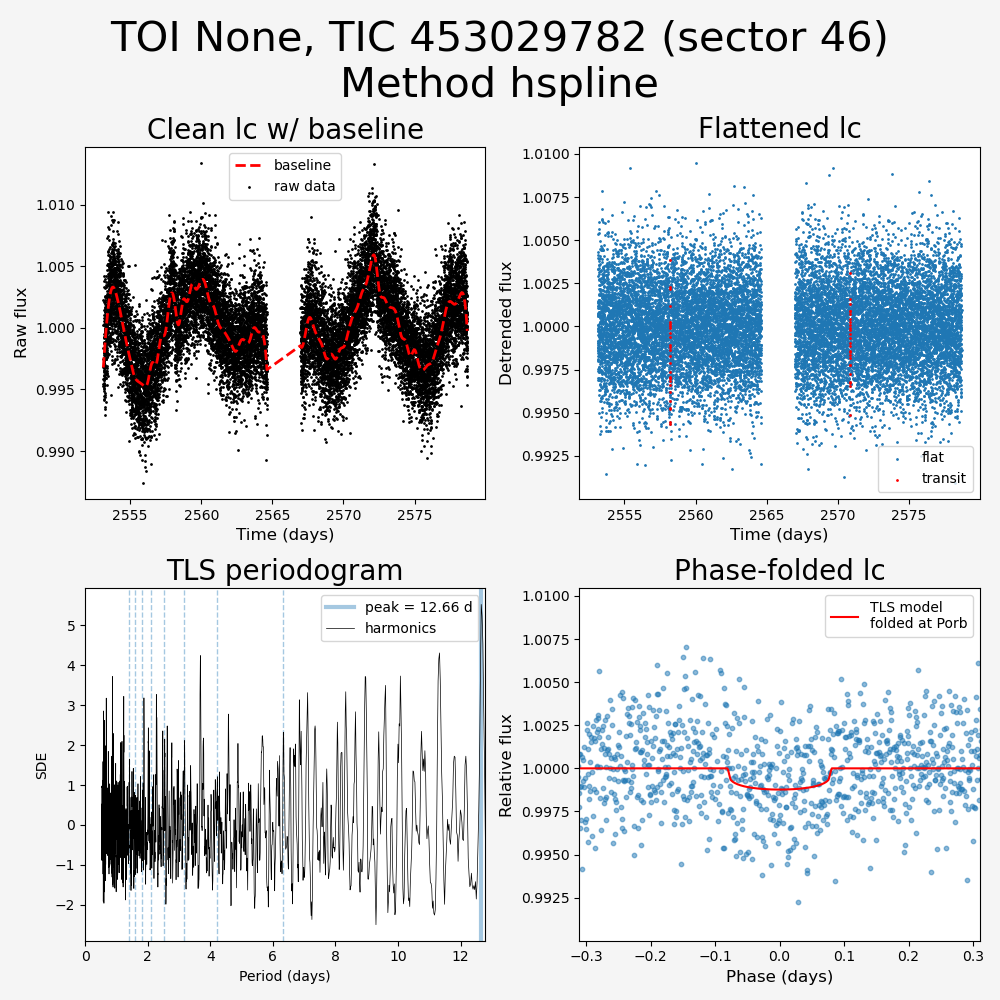 TOI None, TIC 453029782 (sector 46)
Method hspline
Clean lc w/ baseline
baseline
raw data
Raw flux
1.010
1.005
1.000
0.995
0.990
2555
2560
2565
2570
2575
Time (days)
Flattened lc
Detrended flux
1.0100
1.0075
1.0050
1.0025
1.0000
0.9975
0.9950
0.9925
flat
transit
2555
2560
2565
2570
2575
Time (days)
TLS periodogram
peak = 12.66 d
harmonics
SDE
5
4
3
2
1
0
−1
−2
0
2
4
6
8
10
12
Period (days)
Phase-folded lc
TLS model
folded at Porb
Relative flux
1.0100
1.0075
1.0050
1.0025
1.0000
0.9975
0.9950
0.9925
−0.3
−0.2
−0.1
0.0
0.1
0.2
0.3
Phase (days)